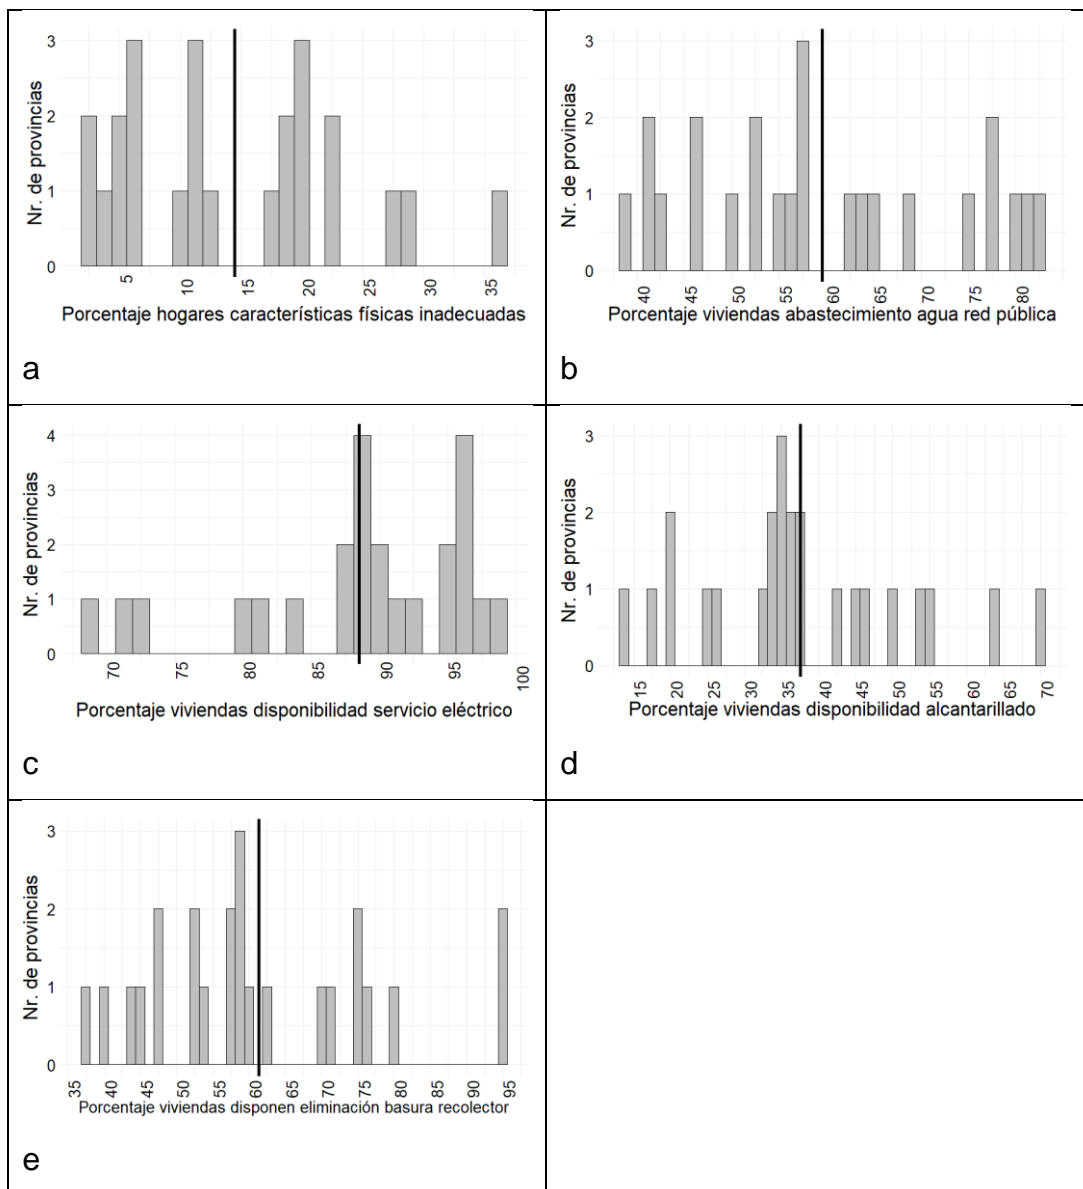 3
2
1
0
Nr. de provincias
5 10 15 20 25 30 35
Porcentaje hogares características físicas inadecuadas
a
3
2
1
0
Nr. de provincias
40 45 50 55 60 65 70 75 80
Porcentaje viviendas abastecimiento agua red pública
b
4
3
2
1
0
Nr. de provincias
70 75 80 85 90 95 100
Porcentaje viviendas disponibilidad servicio eléctrico
c
3
2
1
0
Nr. de provincias
15 20 25 30 35 40 45 50 55 60 65 70
Porcentaje viviendas disponibilidad alcantarillado
d
3
2
1
0
Nr. de provincias
35 40 45 50 55 60 65 70 75 80 85 90 95
Porcentaje viviendas disponen eliminación basura recolector
e